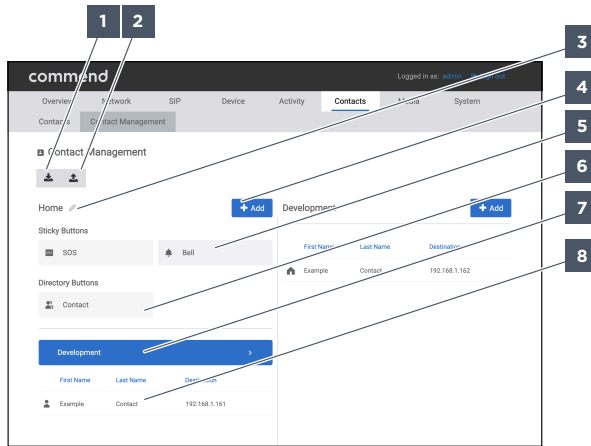 1 2
3
commend
Logged in as: admin Sign out
4
Overview Network SIP Device Activity Contacts Media System
Contacts Contact Management
5
Contact Management
6
7
Home + Add Development + Add
Sticky Buttons
8
SOS Bell
First Name Last Name Destination
Example Contact 192.168.1.162
Directory Buttons
Contact
Development
First Name Last Name Destination
Example Contact 192.168.1.161